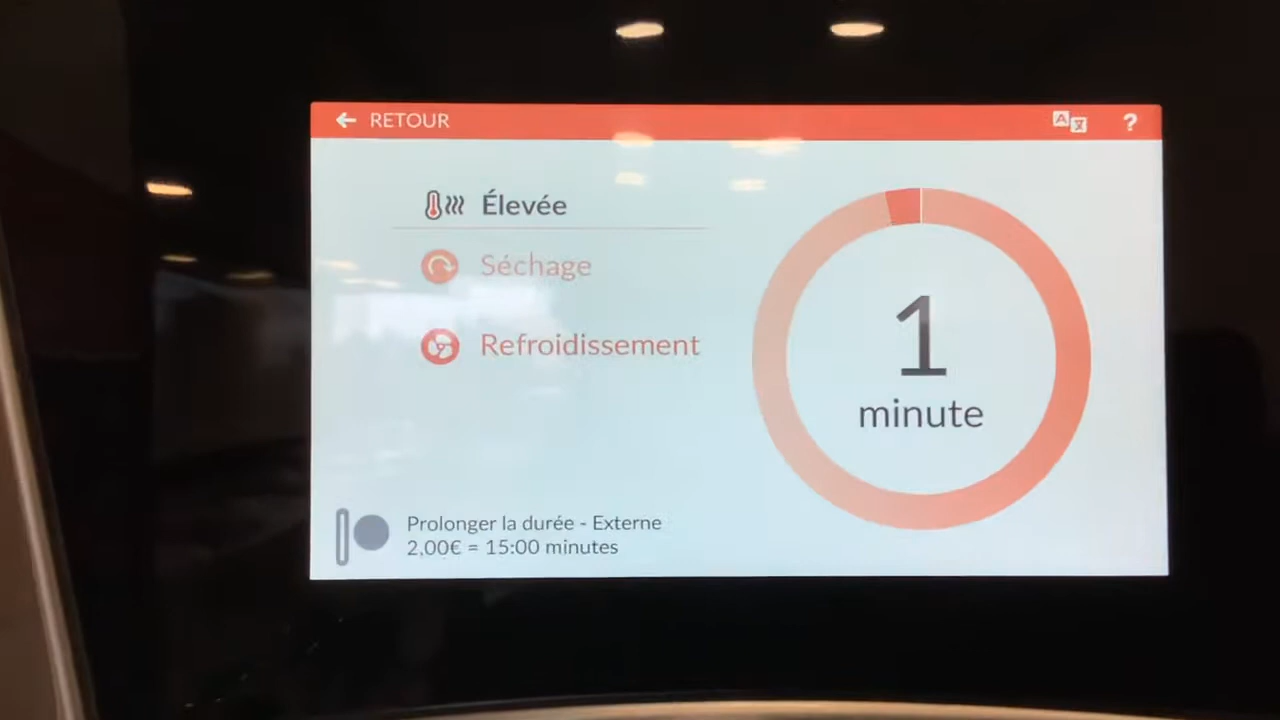 RETOUR
?
Élevée
Séchage
Refroidissement
1
minute
Prolonger la durée - Externe
2,00€ = 15:00 minutes